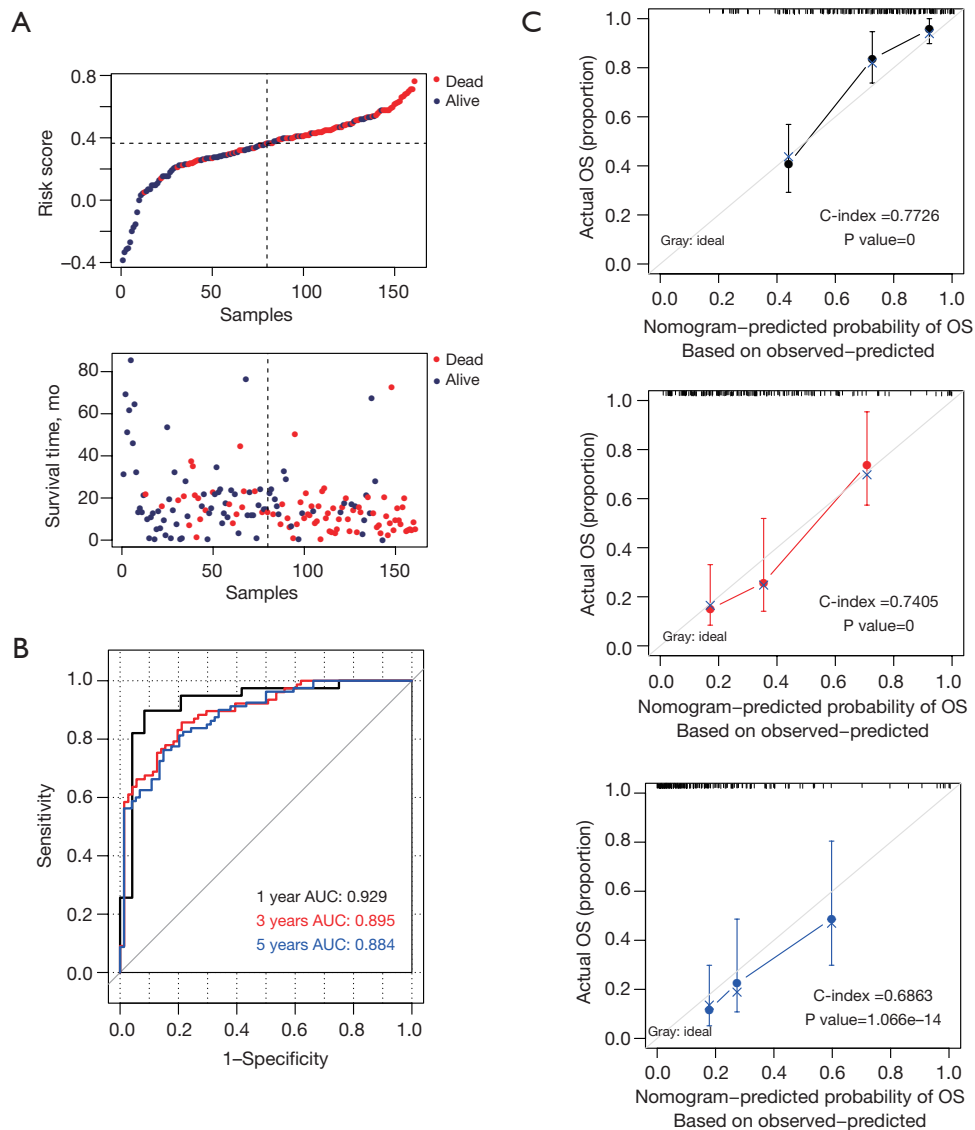 A
0.8
0.4
0.0
−0.4
Risk score
0
50
100
150
Samples
Dead
Alive
80
60
40
20
0
Survival time, mo
0
50
100
150
Samples
Dead
Alive
B
1.0
0.8
0.6
0.4
0.2
0.0
Sensitivity
1 year AUC: 0.929
3 years AUC: 0.895
5 years AUC: 0.884
0.0 0.2 0.4 0.6 0.8 1.0
1−Specificity
C
1.0
0.8
0.6
0.4
0.2
0.0
Actual OS (proportion)
C-index =0.7726
P value=0
Gray: ideal
0.0 0.2 0.4 0.6 0.8 1.0
Nomogram−predicted probability of OS
Based on observed−predicted
1.0
0.8
0.6
0.4
0.2
0.0
Actual OS (proportion)
C-index =0.7405
P value=0
Gray: ideal
0.0 0.2 0.4 0.6 0.8 1.0
Nomogram−predicted probability of OS
Based on observed−predicted
1.0
0.8
0.6
0.4
0.2
0.0
Actual OS (proportion)
C-index =0.6863
P value=1.066e−14
Gray: ideal
0.0 0.2 0.4 0.6 0.8 1.0
Nomogram−predicted probability of OS
Based on observed−predicted